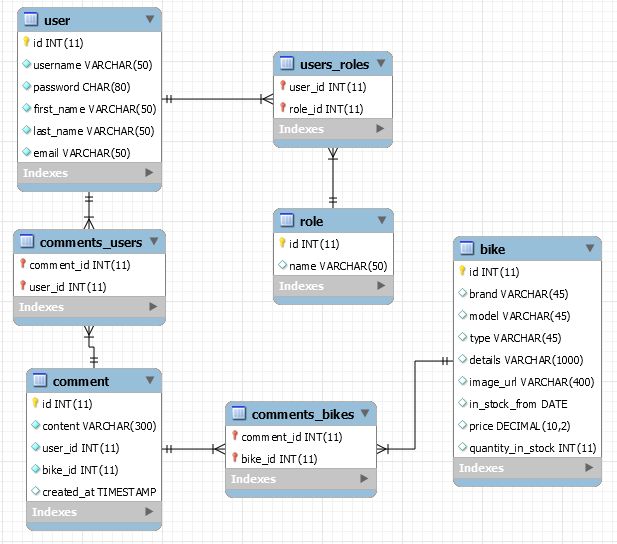 user
id INT(11)
username VARCHAR(50)
password CHAR(80)
first_name VARCHAR(50)
last_name VARCHAR(50)
email VARCHAR(50)
Indexes
users_roles
user_id INT(11)
role_id INT(11)
Indexes
comments_users
comment_id INT(11)
user_id INT(11)
Indexes
role
id INT(11)
name VARCHAR(50)
Indexes
bike
id INT(11)
brand VARCHAR(45)
model VARCHAR(45)
type VARCHAR(45)
details VARCHAR(1000)
image_url VARCHAR(400)
in_stock_from DATE
price DECIMAL(10,2)
quantity_in_stock INT(11)
Indexes
comment
id INT(11)
content VARCHAR(300)
user_id INT(11)
bike_id INT(11)
created_at TIMESTAMP
Indexes
comments_bikes
comment_id INT(11)
bike_id INT(11)
Indexes